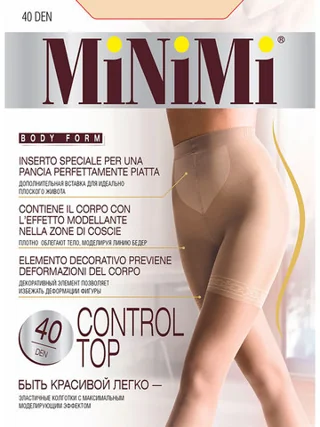 40 DEN
MiNiMi®
BODY FORM
INSERTO SPECIALE PER UNA
PANCIA PERFETTAMENTE PIATTA
ДОПОЛНИТЕЛЬНАЯ ВСТАВКА ДЛЯ ИДЕАЛЬНО
ПЛОСКОГО ЖИВОТА
CONTIENE IL CORPO CON
L'EFFETTO MODELLANTE
NELLA ZONE DI COSCIE
ПЛОТНО ОБЛЕГАЮТ ТЕЛО, МОДЕЛИРУЯ ЛИНИЮ БЕДЕР
ELEMENTO DECORATIVO PREVIENE
DEFORMAZIONI DEL CORPO
ДЕКОРАТИВНЫЙ ЭЛЕМЕНТ ПОЗВОЛЯЕТ
ИЗБЕЖАТЬ ДЕФОРМАЦИИ ФИГУРЫ
40
DEN
CONTROL
TOP
БЫТЬ КРАСИВОЙ ЛЕГКО —
ЭЛАСТИЧНЫЕ КОЛГОТКИ С МАКСИМАЛЬНЫМ
МОДЕЛИРУЮЩИМ ЭФФЕКТОМ